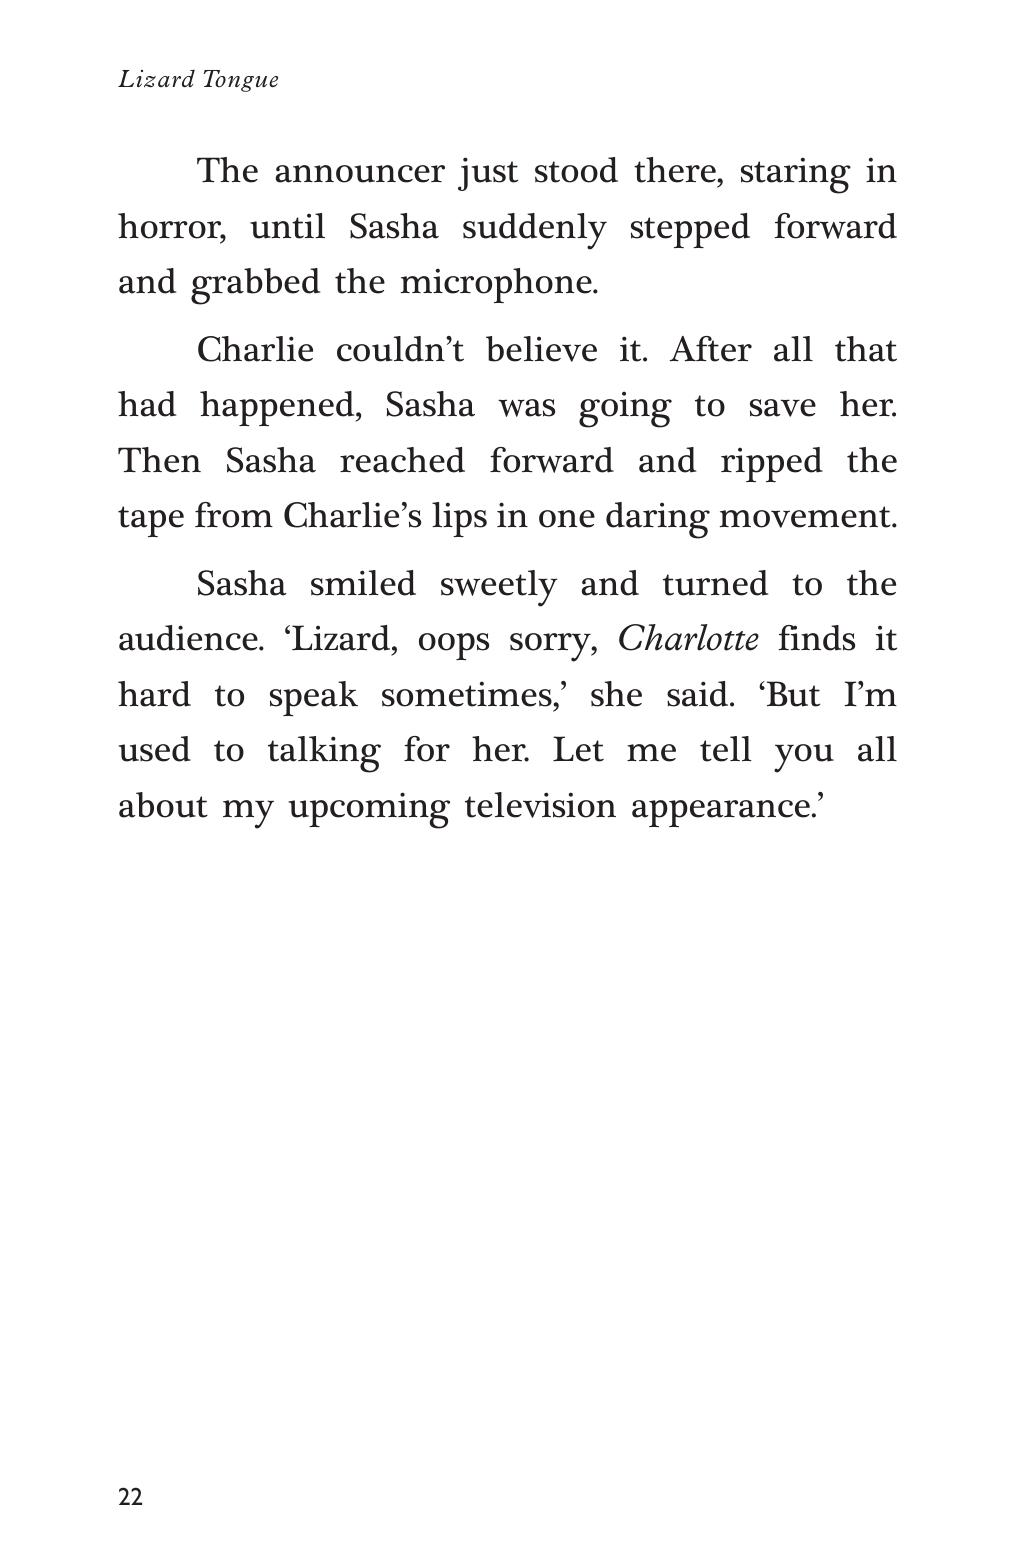 Lizard Tongue
The announcer just stood there, staring in
horror, until Sasha suddenly stepped forward
and grabbed the microphone.
Charlie couldn’t believe it. After all that
had happened, Sasha was going to save her.
Then Sasha reached forward and ripped the
tape from Charlie’s lips in one daring movement.
Sasha smiled sweetly and turned to the
audience. ‘Lizard, oops sorry, Charlotte finds it
hard to speak sometimes,’ she said. ‘But I’m
used to talking for her. Let me tell you all
about my upcoming television appearance.’
22